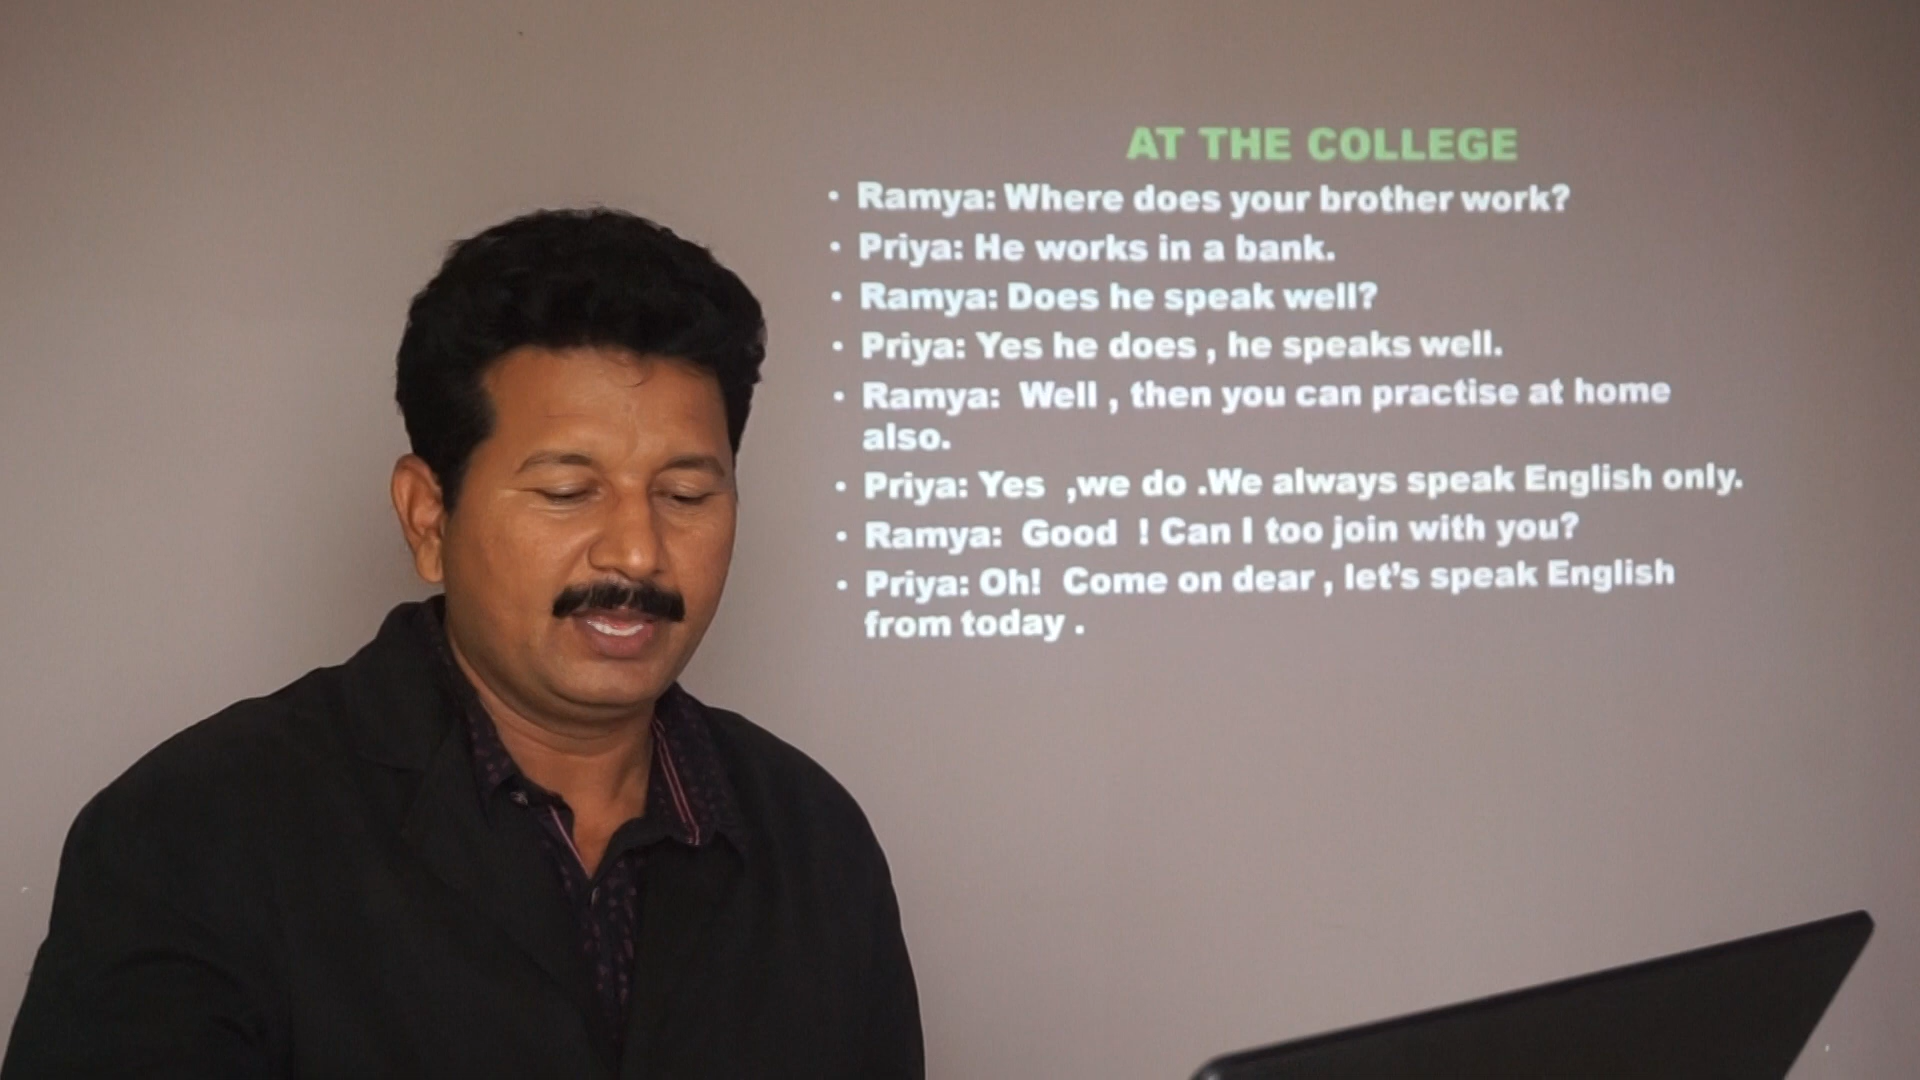 AT THE COLLEGE
• Ramya: Where does your brother work?
• Priya: He works in a bank.
• Ramya: Does he speak well?
• Priya: Yes he does , he speaks well.
• Ramya:  Well , then you can practise at home
also.
• Priya: Yes  ,we do .We always speak English only.
• Ramya:  Good  ! Can I too join with you?
• Priya: Oh!  Come on dear , let’s speak English
from today .